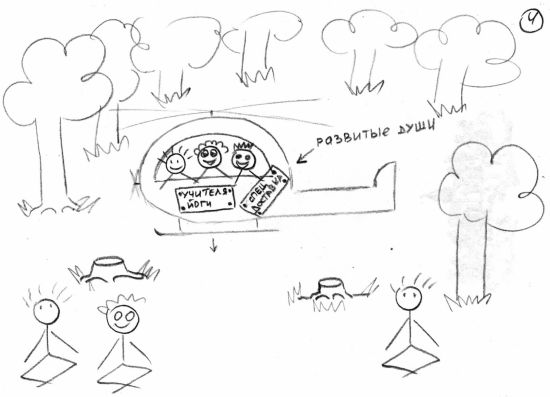 4
развитые души
УЧИТЕЛЯ
ЙОГИ
СПЕЦ
ДОСТАВКА